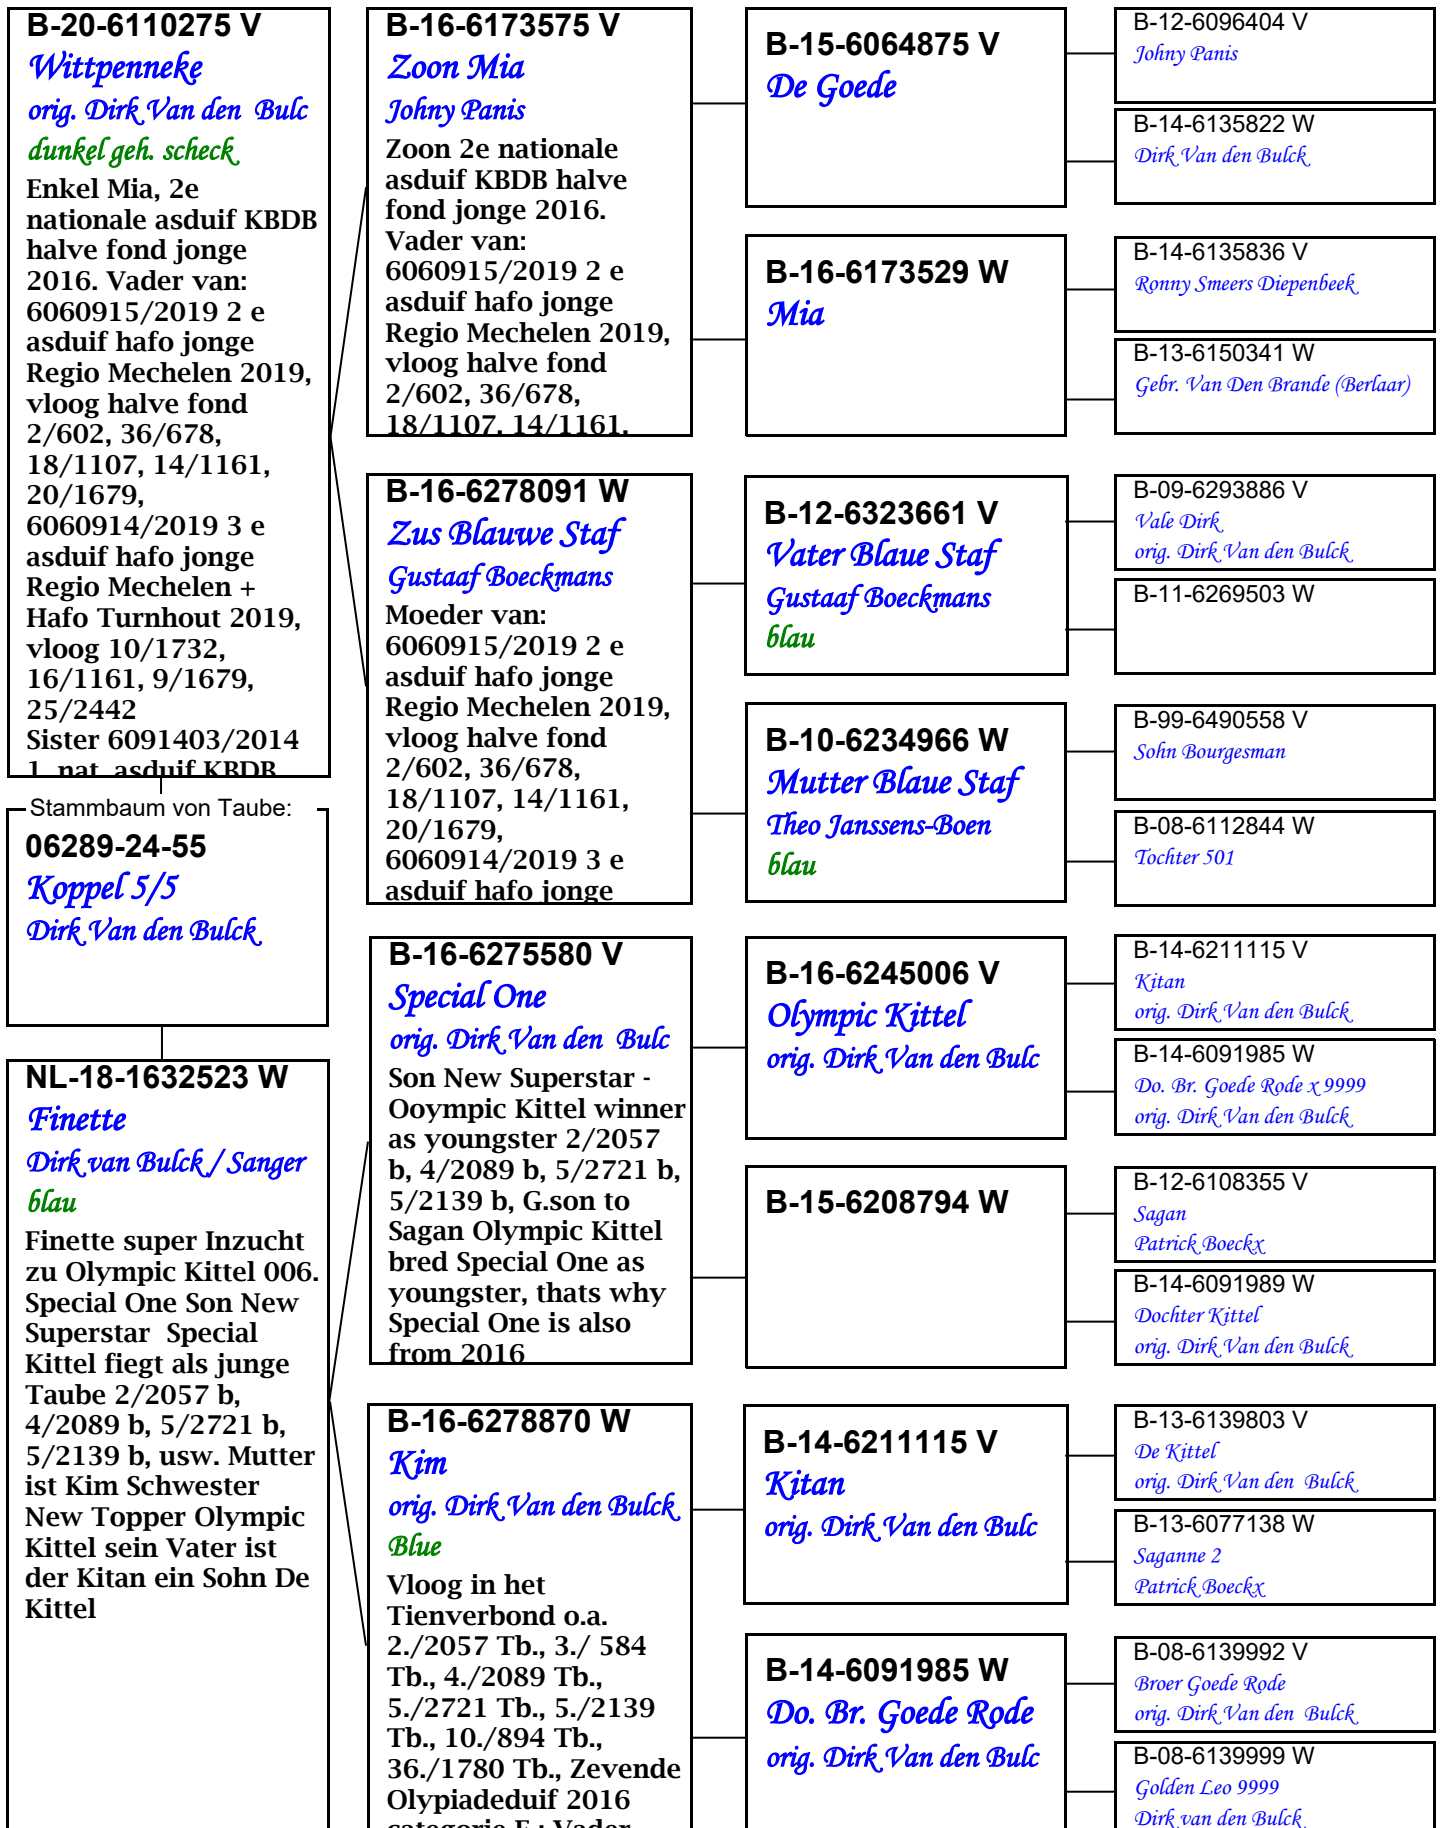 B-20-6110275 V
Wittpenneke
orig. Dirk Van den  Bulc
dunkel geh. scheck
Enkel Mia, 2e
nationale asduif KBDB
halve fond jonge
2016. Vader van:
6060915/2019 2 e
asduif hafo jonge
Regio Mechelen 2019,
vloog halve fond
2/602, 36/678,
18/1107, 14/1161,
20/1679,
6060914/2019 3 e
asduif hafo jonge
Regio Mechelen +
Hafo Turnhout 2019,
vloog 10/1732,
16/1161, 9/1679,
25/2442
Sister 6091403/2014
1. nat. asduif KBDB
Stammbaum von Taube:
06289-24-55
Koppel 5/5
Dirk Van den Bulck
NL-18-1632523 W
Finette
Dirk van Bulck / Sanger
blau
Finette super Inzucht
zu Olympic Kittel 006.
Special One Son New
Superstar  Special
Kittel fiegt als junge
Taube 2/2057 b,
4/2089 b, 5/2721 b,
5/2139 b, usw. Mutter
ist Kim Schwester
New Topper Olympic
Kittel sein Vater ist
der Kitan ein Sohn De
Kittel
B-16-6173575 V
Zoon Mia
Johny Panis
Zoon 2e nationale
asduif KBDB halve
fond jonge 2016.
Vader van:
6060915/2019 2 e
asduif hafo jonge
Regio Mechelen 2019,
vloog halve fond
2/602, 36/678,
18/1107, 14/1161,
B-16-6278091 W
Zus Blauwe Staf
Gustaaf Boeckmans
Moeder van:
6060915/2019 2 e
asduif hafo jonge
Regio Mechelen 2019,
vloog halve fond
2/602, 36/678,
18/1107, 14/1161,
20/1679,
6060914/2019 3 e
asduif hafo jonge
B-16-6275580 V
Special One
orig. Dirk Van den  Bulc
Son New Superstar -
Ooympic Kittel winner
as youngster 2/2057
b, 4/2089 b, 5/2721 b,
5/2139 b, G.son to
Sagan Olympic Kittel
bred Special One as
youngster, thats why
Special One is also
from 2016
B-16-6278870 W
Kim
orig. Dirk Van den Bulck
Blue
Vloog in het
Tienverbond o.a.
2./2057 Tb., 3./ 584
Tb., 4./2089 Tb.,
5./2721 Tb., 5./2139
Tb., 10./894 Tb.,
36./1780 Tb., Zevende
Olypiadeduif 2016
categorie F.: Vader
B-15-6064875 V
De Goede
B-16-6173529 W
Mia
B-12-6323661 V
Vater Blaue Staf
Gustaaf Boeckmans
blau
B-10-6234966 W
Mutter Blaue Staf
Theo Janssens-Boen
blau
B-16-6245006 V
Olympic Kittel
orig. Dirk Van den Bulc
B-15-6208794 W
B-14-6211115 V
Kitan
orig. Dirk Van den Bulc
B-14-6091985 W
Do. Br. Goede Rode
orig. Dirk Van den Bulc
B-12-6096404 V
Johny Panis
B-14-6135822 W
Dirk Van den Bulck
B-14-6135836 V
Ronny Smeers Diepenbeek
B-13-6150341 W
Gebr. Van Den Brande (Berlaar)
B-09-6293886 V
Vale Dirk
orig. Dirk Van den Bulck
B-11-6269503 W
B-99-6490558 V
Sohn Bourgesman
B-08-6112844 W
Tochter 501
B-14-6211115 V
Kitan
orig. Dirk Van den Bulck
B-14-6091985 W
Do. Br. Goede Rode x 9999
orig. Dirk Van den Bulck
B-12-6108355 V
Sagan
Patrick Boeckx
B-14-6091989 W
Dochter Kittel
orig. Dirk Van den Bulck
B-13-6139803 V
De Kittel
orig. Dirk Van den  Bulck
B-13-6077138 W
Saganne 2
Patrick Boeckx
B-08-6139992 V
Broer Goede Rode
orig. Dirk Van den  Bulck
B-08-6139999 W
Golden Leo 9999
Dirk van den Bulck